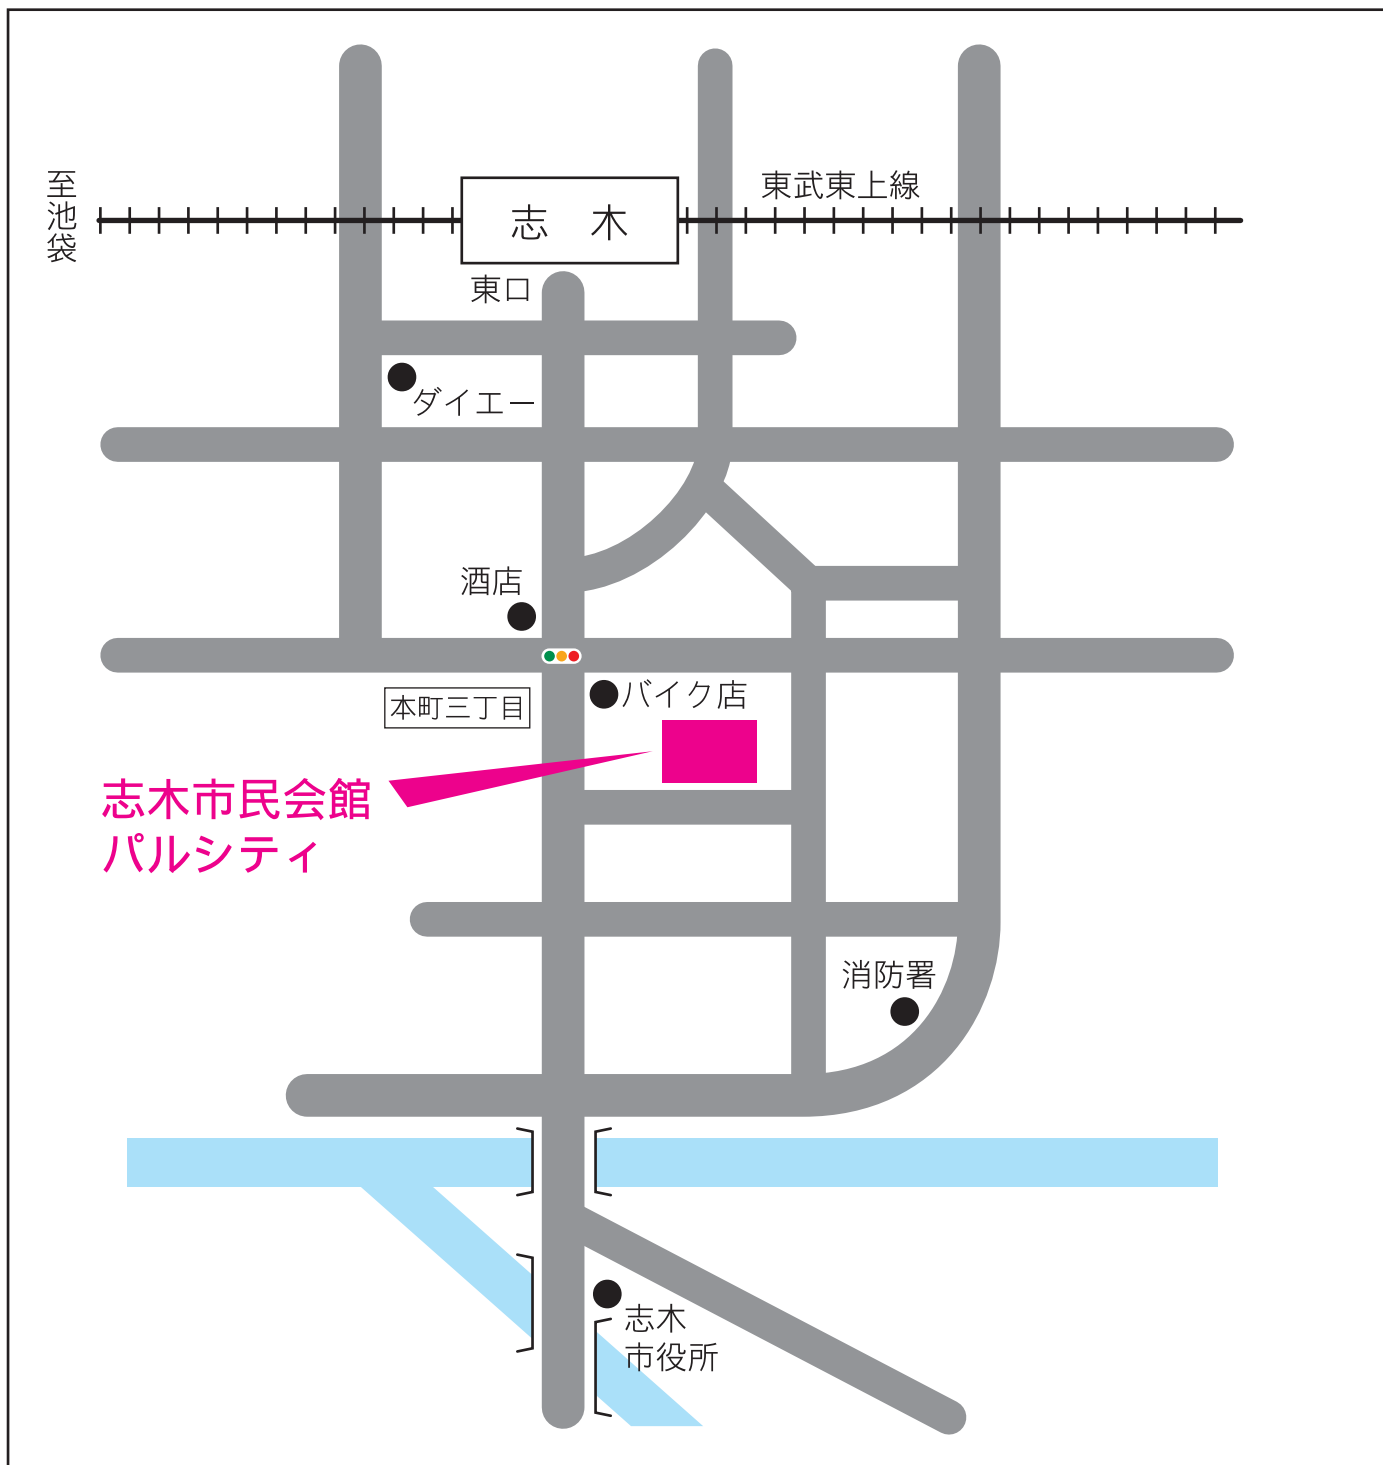 至池袋
志木
東武東上線
東口
ダイエー
酒店
バイク店
本町三丁目
志木市民会館
パルシティ
消防署
志木
市役所